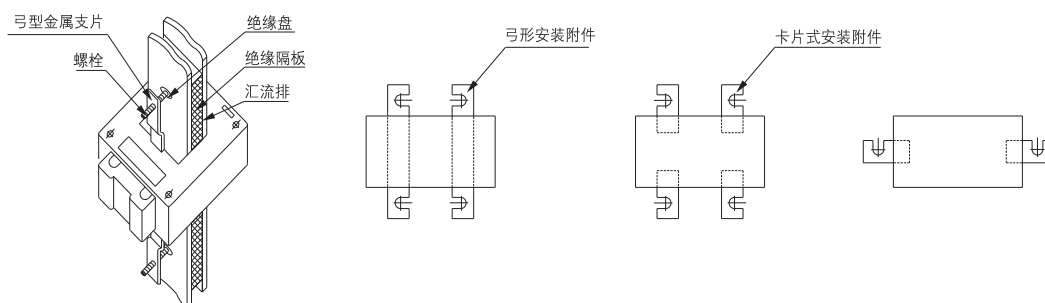 弓型金属支片
绝缘盘
螺栓
绝缘隔板
汇流排
弓形安装附件
卡片式安装附件